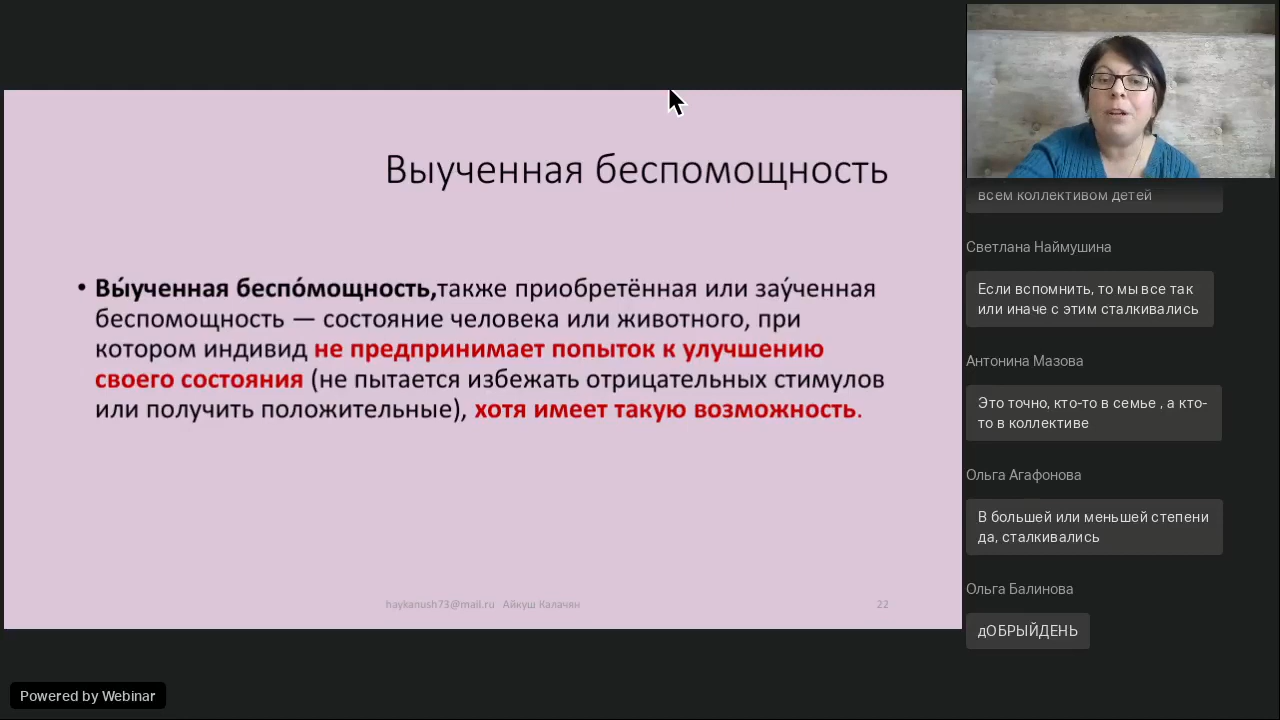 Выученная беспомощность
• Вы́ученная беспо́мощность,также приобретённая или зау́ченная
беспомощность — состояние человека или животного, при
котором индивид не предпринимает попыток к улучшению
своего состояния (не пытается избежать отрицательных стимулов
или получить положительные), хотя имеет такую возможность.
haykanush73@mail.ru Айкуш Калачян
22
Powered by Webinar
всем коллективом детей
Светлана Наймушина
Если вспомнить, то мы все так
или иначе с этим сталкивались
Антонина Мазова
Это точно, кто-то в семье , а кто-
то в коллективе
Ольга Агафонова
В большей или меньшей степени
да, сталкивались
Ольга Балинова
дОБРЫЙДЕНЬ